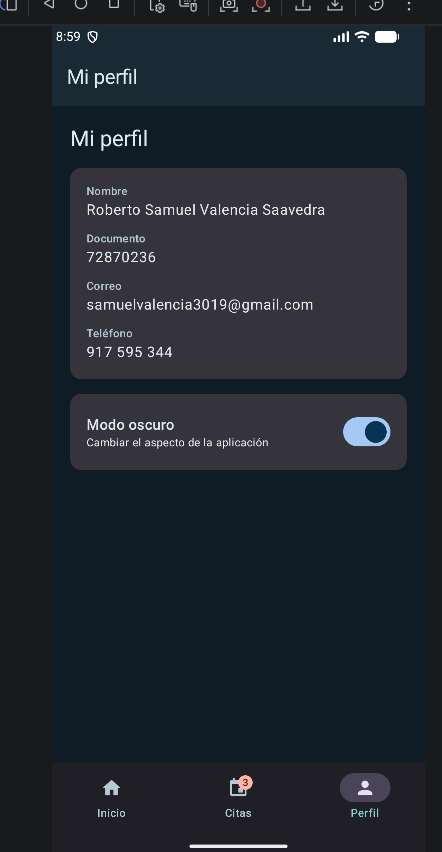 8:59
Mi perfil
Mi perfil
Nombre
Roberto Samuel Valencia Saavedra
Documento
72870236
Correo
samuelvalencia3019@gmail.com
Teléfono
917 595 344
Modo oscuro
Cambiar el aspecto de la aplicación
3
Inicio
Citas
Perfil